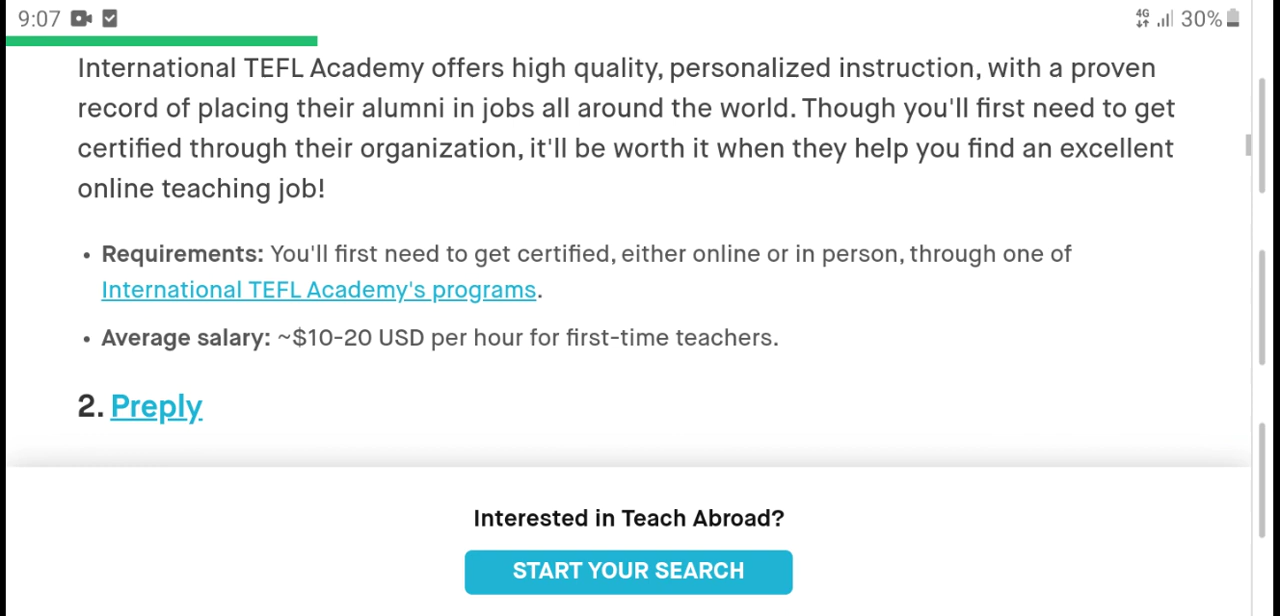 9:07
4G
30%
International TEFL Academy offers high quality, personalized instruction, with a proven
record of placing their alumni in jobs all around the world. Though you'll first need to get
certified through their organization, it'll be worth it when they help you find an excellent
online teaching job!
• Requirements: You'll first need to get certified, either online or in person, through one of
International TEFL Academy's programs.
• Average salary: ~$10-20 USD per hour for first-time teachers.
2. Preply
Interested in Teach Abroad?
START YOUR SEARCH